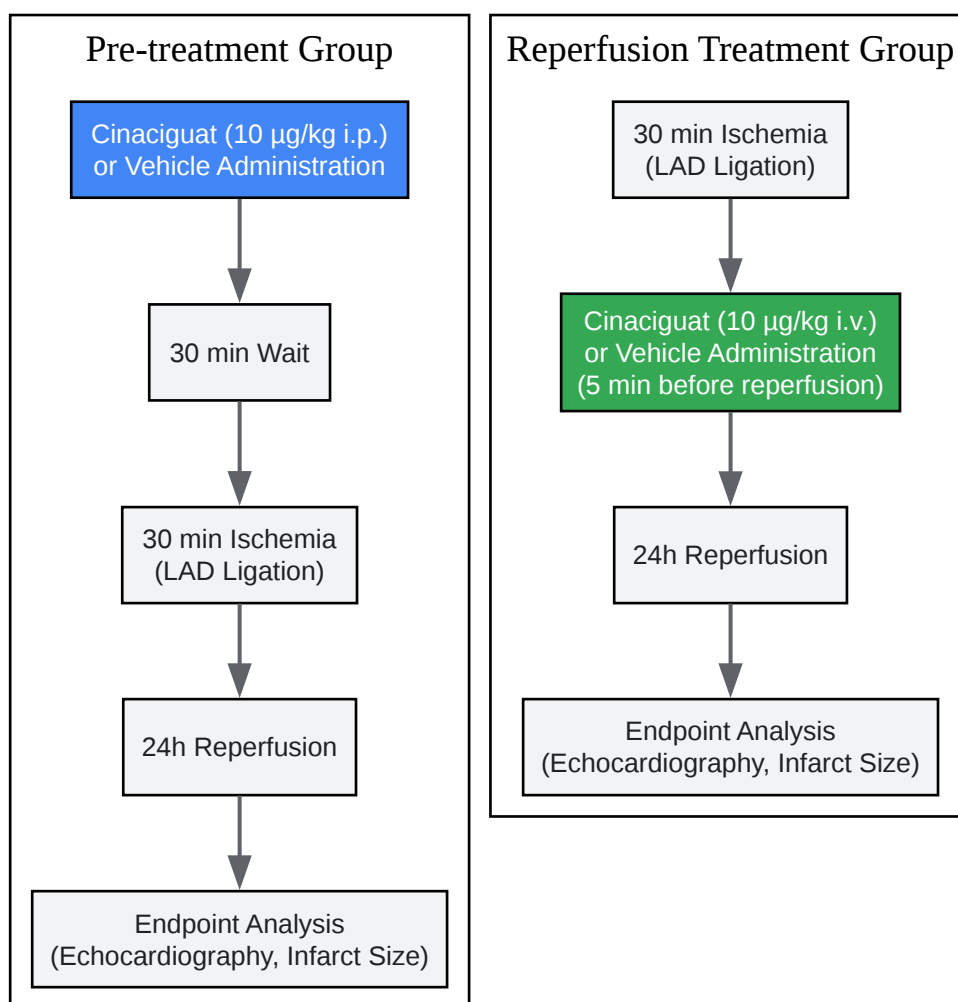 Pre-treatment Group
Cinaciguat (10 µg/kg i.p.)
or Vehicle Administration
30 min Wait
30 min Ischemia
(LAD Ligation)
24h Reperfusion
Endpoint Analysis
(Echocardiography, Infarct Size)
Reperfusion Treatment Group
30 min Ischemia
(LAD Ligation)
Cinaciguat (10 µg/kg i.v.)
or Vehicle Administration
(5 min before reperfusion)
24h Reperfusion
Endpoint Analysis
(Echocardiography, Infarct Size)